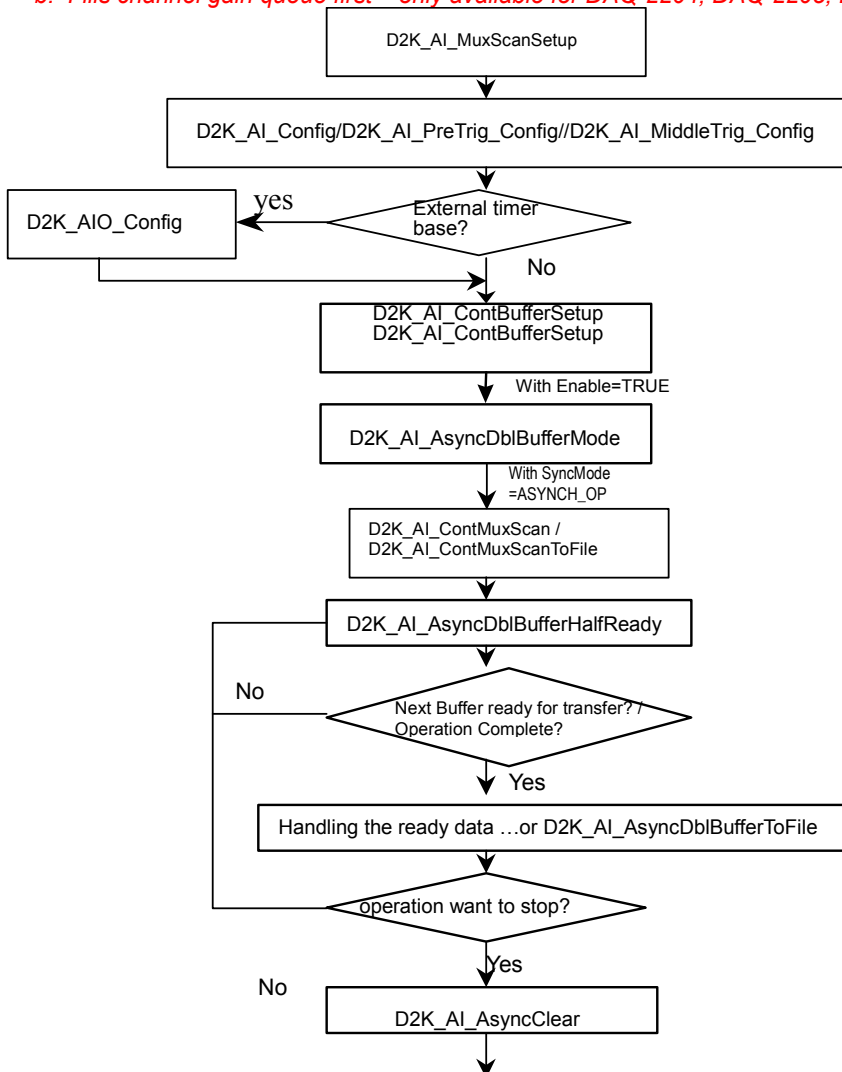 D2K_AI_MuxScanSetup
D2K_AI_Config/D2K_AI_PreTrig_Config//D2K_AI_MiddleTrig_Config
yes
External timer
base?
D2K_AIO_Config
No
D2K_AI_ContBufferSetup
D2K_AI_ContBufferSetup
With Enable=TRUE
D2K_AI_AsyncDblBufferMode
With SyncMode
=ASYNCH_OP
D2K_AI_ContMuxScan /
D2K_AI_ContMuxScanToFile
D2K_AI_AsyncDblBufferHalfReady
No
Next Buffer ready for transfer? /
Operation Complete?
Yes
Handling the ready data …or D2K_AI_AsyncDblBufferToFile
operation want to stop?
Yes
No
D2K_AI_AsyncClear